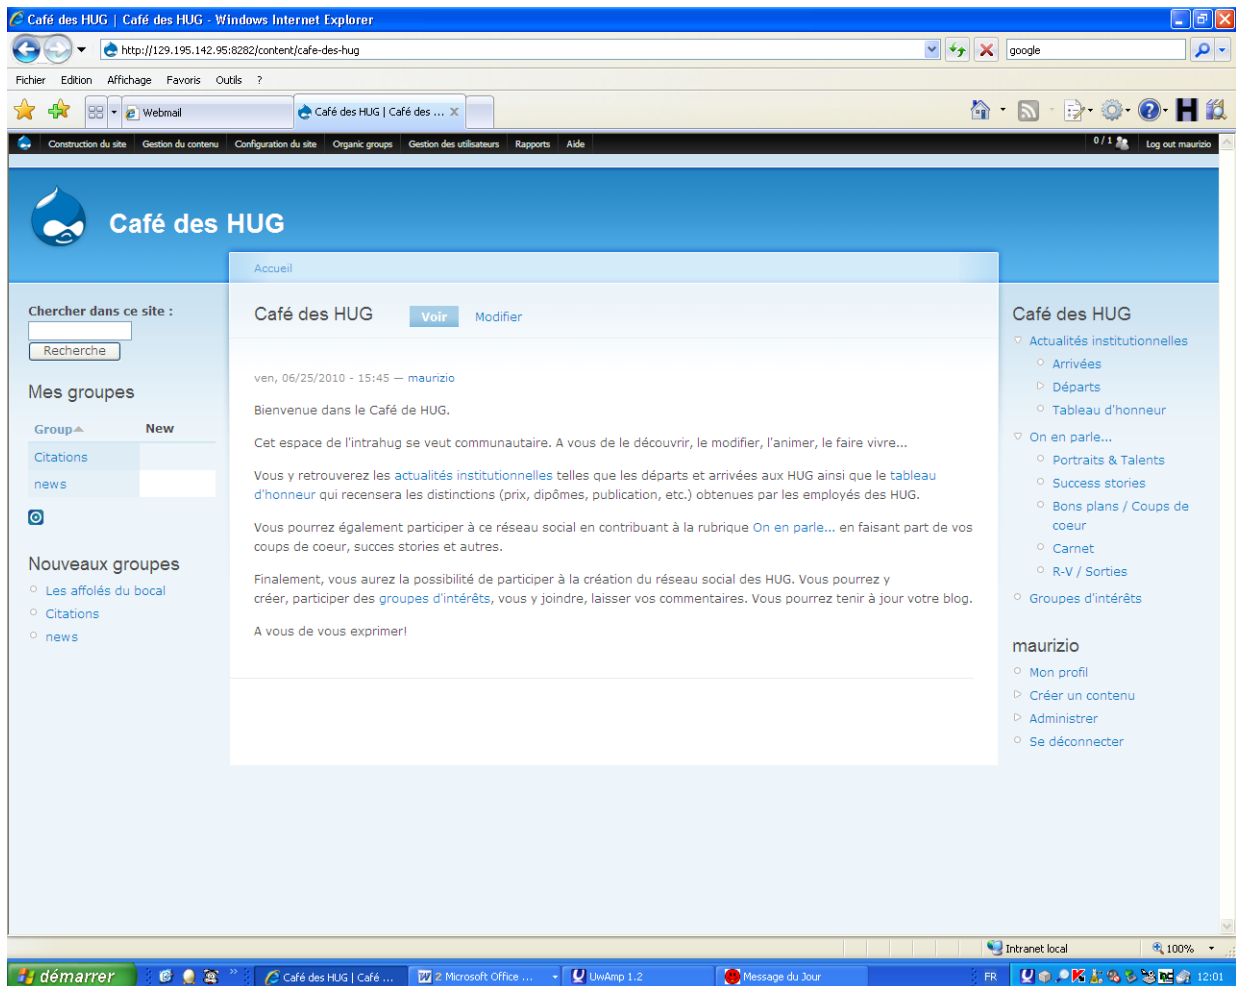 Café des HUG | Café des HUG - Windows Internet Explorer
http://129.195.142.95:8282/content/cafe-des-hug
google
Fichier Edition Affichage Favoris Outils ?
Webmail
Café des HUG | Café des ...
Construction du site Gestion du contenu Configuration du site Organic groups Gestion des utilisateurs Rapports Aide
0 / 1
Log out maurizio
Café des HUG
Accueil
Chercher dans ce site :
Recherche
Mes groupes
Group New
Citations
news
Nouveaux groupes
Les affolés du bocal
Citations
news
Café des HUG
Voir
Modifier
ven, 06/25/2010 - 15:45 — maurizio
Bienvenue dans le Café de HUG.
Cet espace de l'intrahug se veut communautaire. A vous de le découvrir, le modifier, l'animer, le faire vivre...
Vous y retrouverez les actualités institutionnelles telles que les départs et arrivées aux HUG ainsi que le tableau
d'honneur qui recensera les distinctions (prix, dipômes, publication, etc.) obtenues par les employés des HUG.
Vous pourrez également participer à ce réseau social en contribuant à la rubrique On en parle... en faisant part de vos
coups de coeur, succes stories et autres.
Finalement, vous aurez la possibilité de participer à la création du réseau social des HUG. Vous pourrez y
créer, participer des groupes d'intérêts, vous y joindre, laisser vos commentaires. Vous pourrez tenir à jour votre blog.
A vous de vous exprimer!
Café des HUG
Actualités institutionnelles
Arrivées
Départs
Tableau d'honneur
On en parle...
Portraits & Talents
Success stories
Bons plans / Coups de
coeur
Carnet
R-V / Sorties
Groupes d'intérêts
maurizio
Mon profil
Créer un contenu
Administrer
Se déconnecter
Intranet local
100%
démarrer
Café des HUG | Café ...
2 Microsoft Office ...
UwAmp 1.2
Message du Jour
FR
12:01